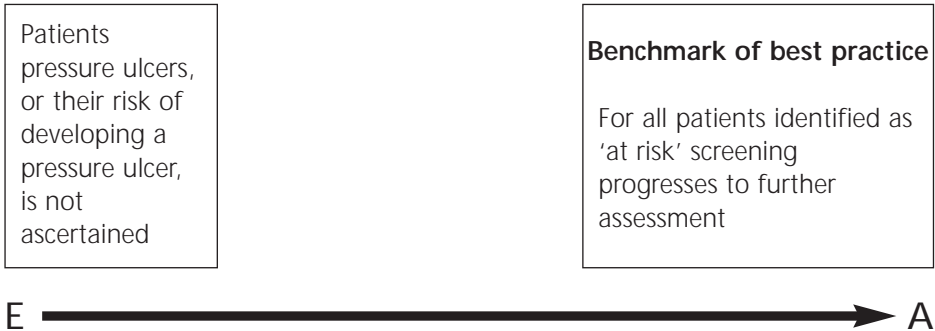 Patients
pressure ulcers,
or their risk of
developing a
pressure ulcer,
is not
ascertained
Benchmark of best practice
For all patients identified as
‘at risk’ screening
progresses to further
assessment
E A